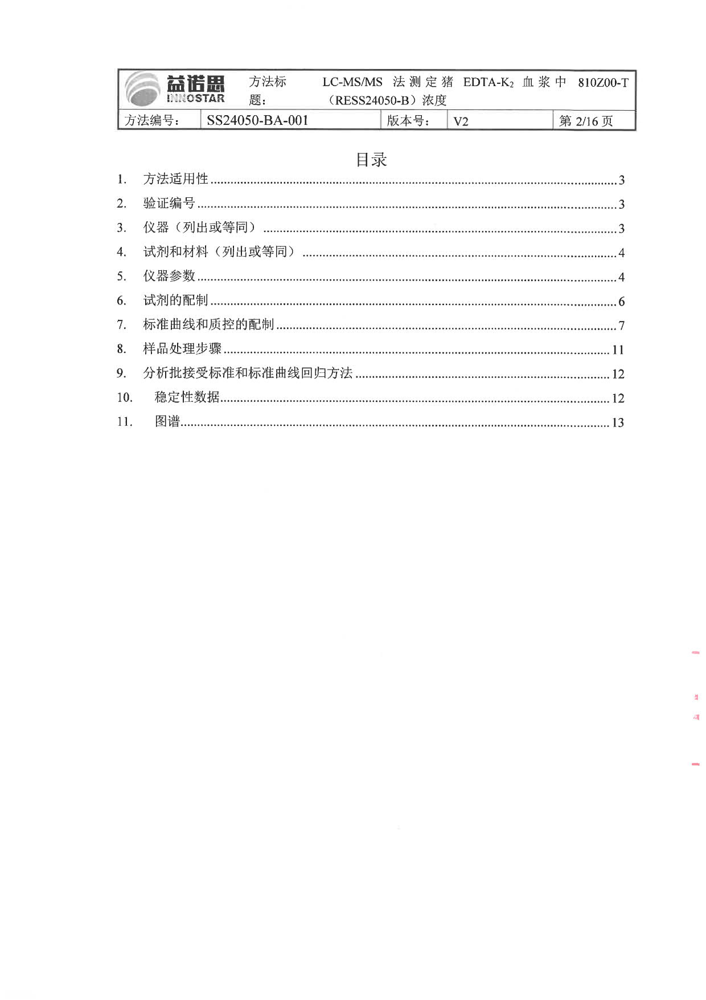 益诺思
INNOSTAR
方法标题：
LC-MS/MS 法测定猪 EDTA-K₂ 血浆中 810Z00-T
（RESS24050-B）浓度
方法编号： SS24050-BA-001 版本号： V2 第 2/16 页
目录
1. 方法适用性........3
2. 验证编号........3
3. 仪器（列出或等同）........3
4. 试剂和材料（列出或等同）........4
5. 仪器参数........4
6. 试剂的配制........6
7. 标准曲线和质控的配制........7
8. 样品处理步骤........11
9. 分析批接受标准和标准曲线回归方法........12
10. 稳定性数据........12
11. 图谱........13